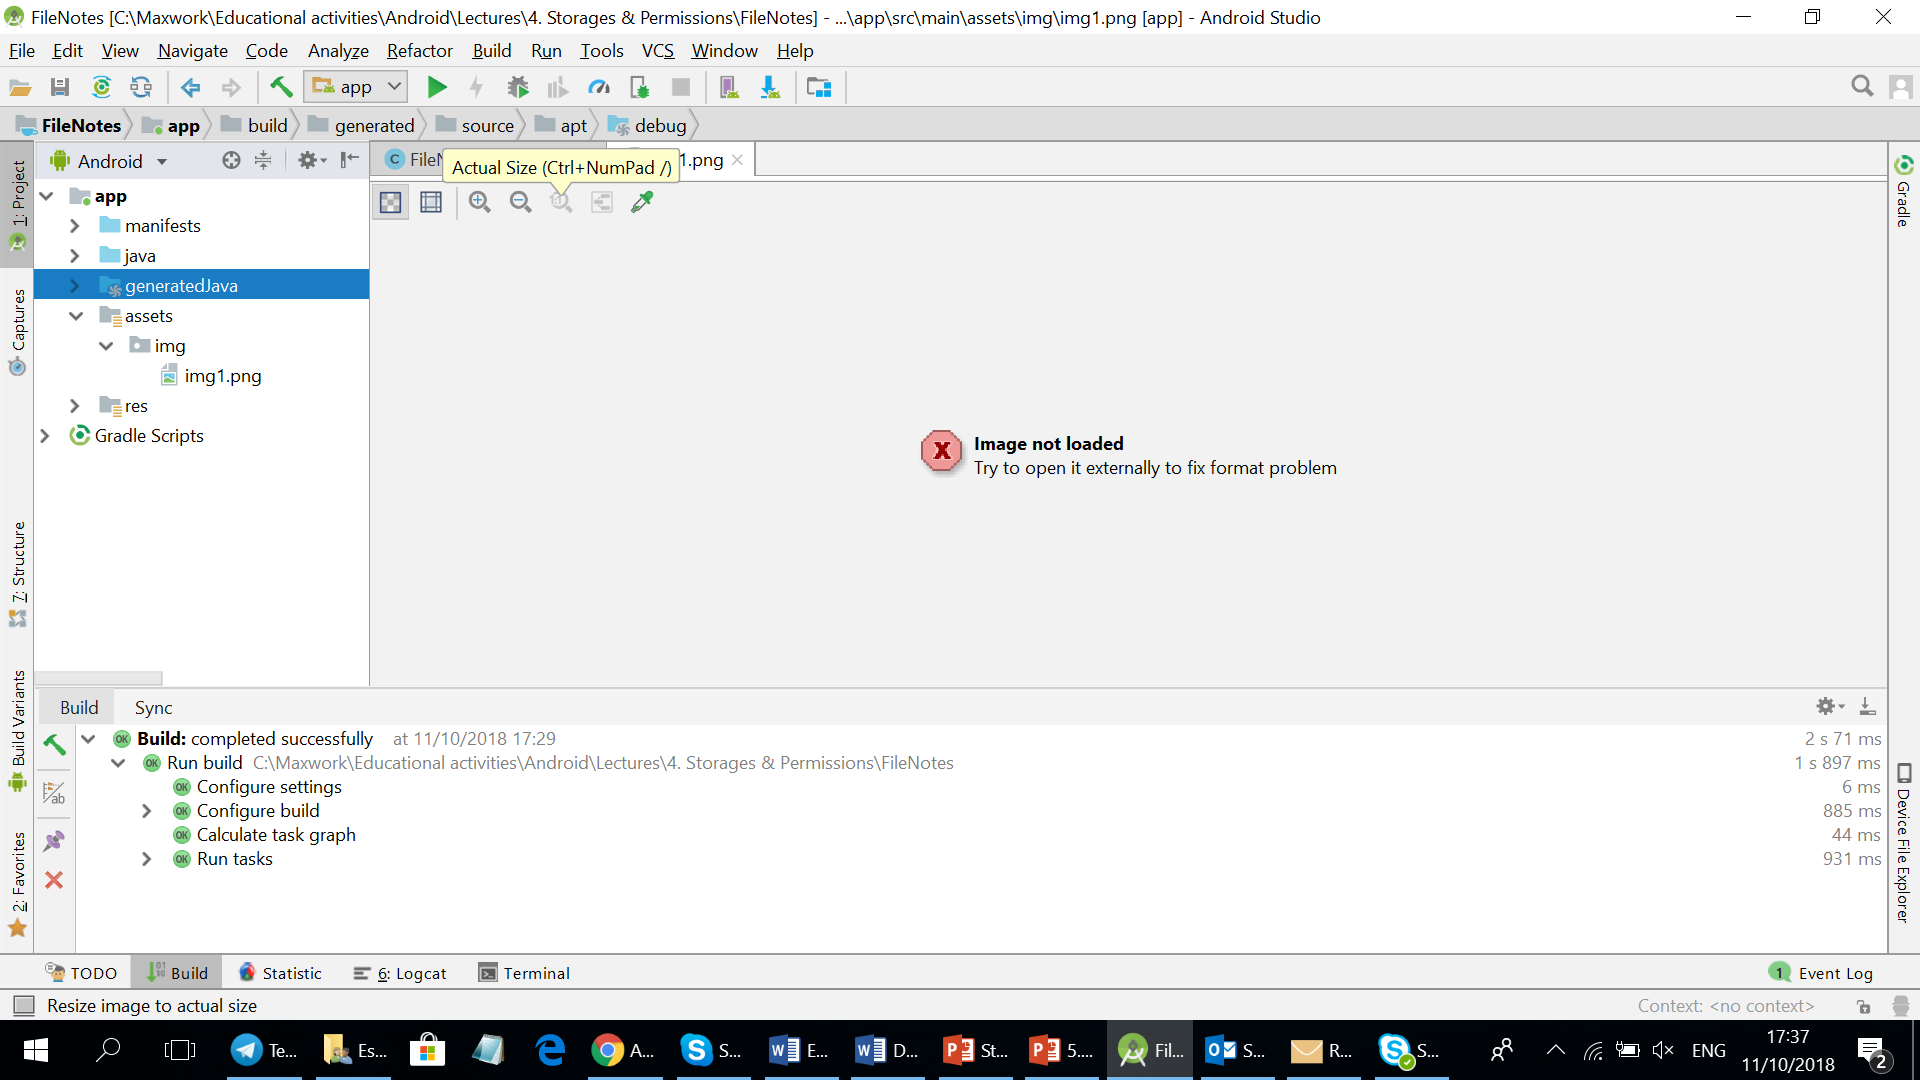 FileNotes [C:\Maxwork\Educational activities\Android\Lectures\4. Storages & Permissions\FileNotes] - ...\app\src\main\assets\img\img1.png [app] - Android Studio
File Edit View Navigate Code Analyze Refactor Build Run Tools VCS Window Help
app
FileNotes app build generated source apt debug
1: Project
Captures
7: Structure
Build Variants
2: Favorites
Android
app
manifests
java
generatedJava
assets
img
img1.png
res
Gradle Scripts
C FileN 1.png
Actual Size (Ctrl+NumPad /)
1:1
Image not loaded
Try to open it externally to fix format problem
Gradle
Device File Explorer
Build Sync
Build: completed successfully at 11/10/2018 17:29 2 s 71 ms
Run build C:\Maxwork\Educational activities\Android\Lectures\4. Storages & Permissions\FileNotes 1 s 897 ms
Configure settings 6 ms
Configure build 885 ms
Calculate task graph 44 ms
Run tasks 931 ms
TODO Build Statistic 6: Logcat Terminal 1 Event Log
Resize image to actual size Context: <no context>
Te... Es... A... S... E... D... St... 5.... Fil... S... R... S... ENG 17:37
11/10/2018 2